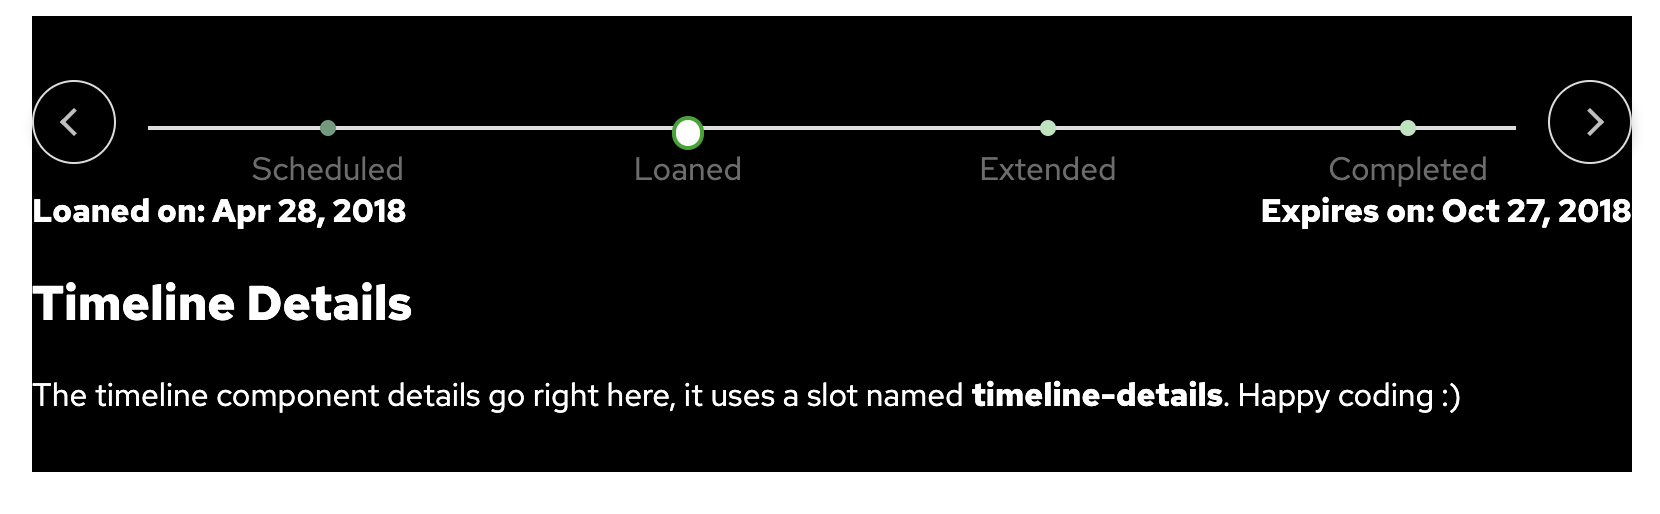 Scheduled Loaned Extended Completed
Loaned on: Apr 28, 2018 Expires on: Oct 27, 2018
Timeline Details
The timeline component details go right here, it uses a slot named timeline-details. Happy coding :)